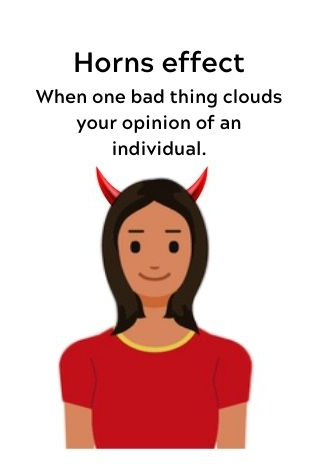 Horns effect
When one bad thing clouds
your opinion of an
individual.